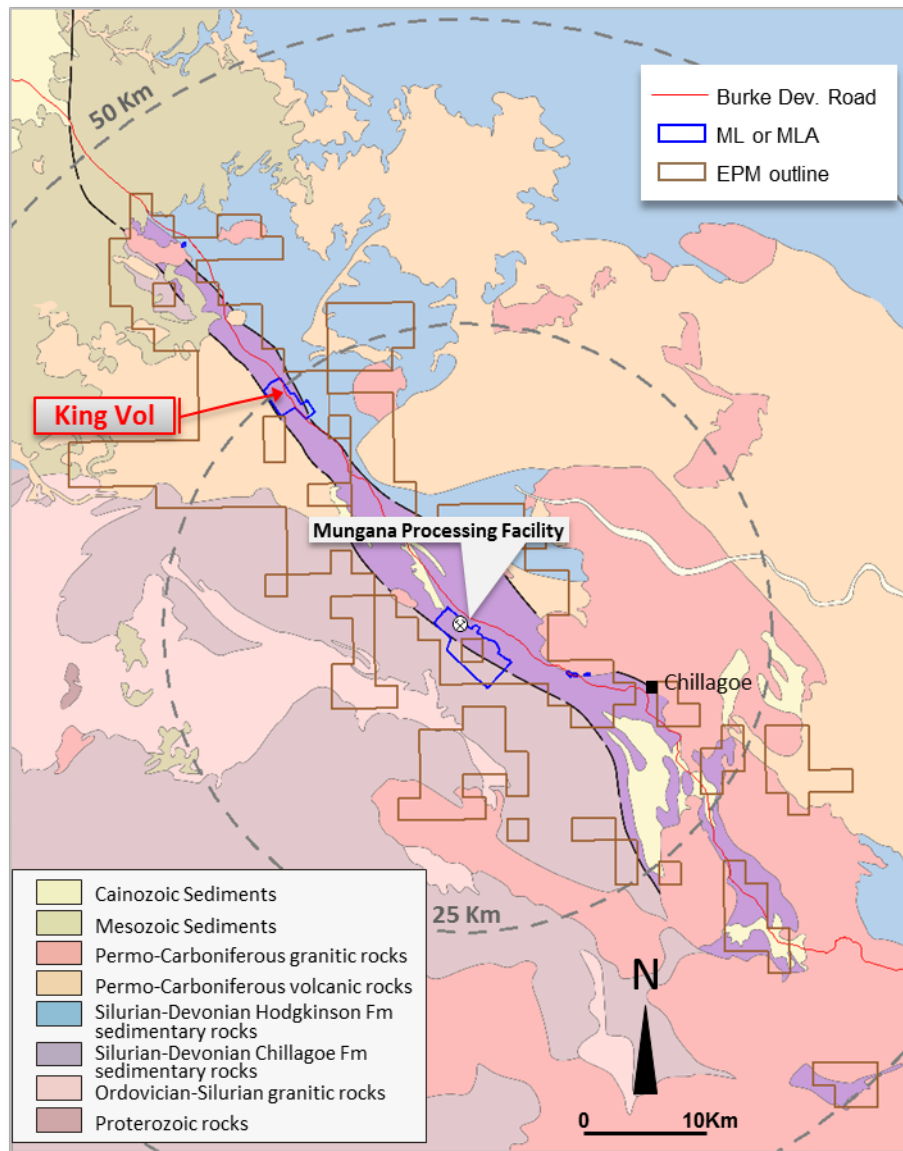 50 Km
Burke Dev. Road
ML or MLA
EPM outline
King Vol
Mungana Processing Facility
Chillagoe
25 Km
Cainozoic Sediments
Mesozoic Sediments
Permo-Carboniferous granitic rocks
Permo-Carboniferous volcanic rocks
Silurian-Devonian Hodgkinson Fm
sedimentary rocks
Silurian-Devonian Chillagoe Fm
sedimentary rocks
Ordovician-Silurian granitic rocks
Proterozoic rocks
N
0 10Km